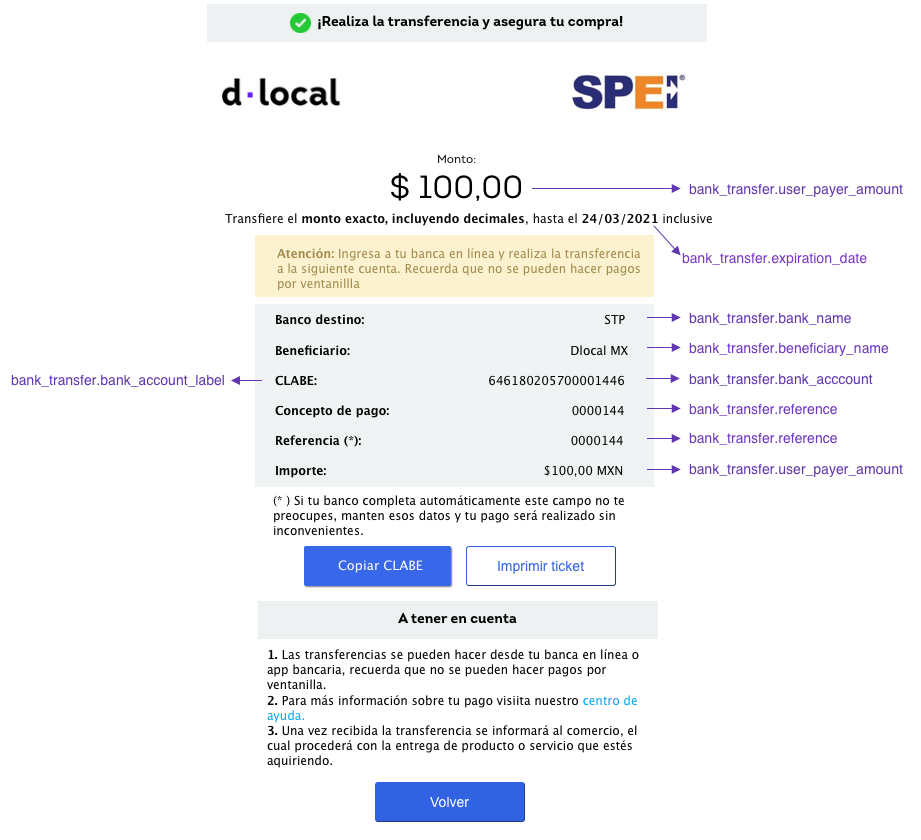 ¡Realiza la transferencia y asegura tu compra!
d·local
SPEI®
Monto:
$ 100,00
bank_transfer.user_payer_amount
Transfiere el monto exacto, incluyendo decimales, hasta el 24/03/2021 inclusive
bank_transfer.expiration_date
Atención: Ingresa a tu banca en línea y realiza la transferencia
a la siguiente cuenta. Recuerda que no se pueden hacer pagos
por ventanillla
Banco destino: STP bank_transfer.bank_name
Beneficiario: Dlocal MX bank_transfer.beneficiary_name
bank_transfer.bank_account_label CLABE: 646180205700001446 bank_transfer.bank_acccount
Concepto de pago: 0000144 bank_transfer.reference
Referencia (*): 0000144 bank_transfer.reference
Importe: $100,00 MXN bank_transfer.user_payer_amount
(* ) Si tu banco completa automáticamente este campo no te
preocupes, manten esos datos y tu pago será realizado sin
inconvenientes.
Copiar CLABE Imprimir ticket
A tener en cuenta
1. Las transferencias se pueden hacer desde tu banca en línea o
app bancaria, recuerda que no se pueden hacer pagos por
ventanilla.
2. Para más información sobre tu pago visiita nuestro centro de
ayuda.
3. Una vez recibida la transferencia se informará al comercio, el
cual procederá con la entrega de producto o servicio que estés
aquiriendo.
Volver